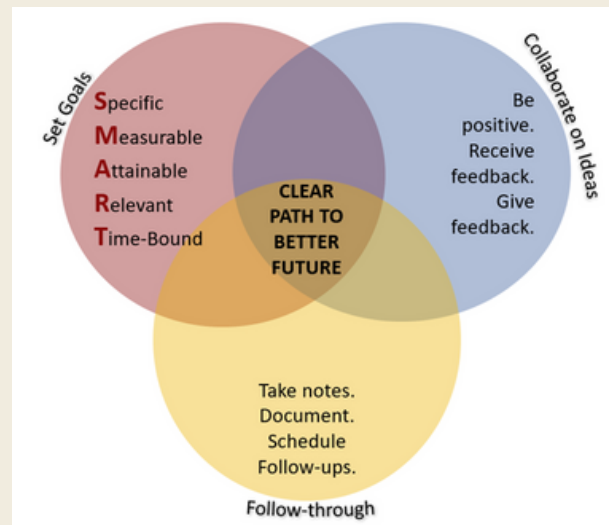 Set Goals
Specific
Measurable
Attainable
Relevant
Time-Bound
Collaborate on Ideas
Be
positive.
Receive
feedback.
Give
feedback.
CLEAR
PATH TO
BETTER
FUTURE
Take notes.
Document.
Schedule
Follow-ups.
Follow-through